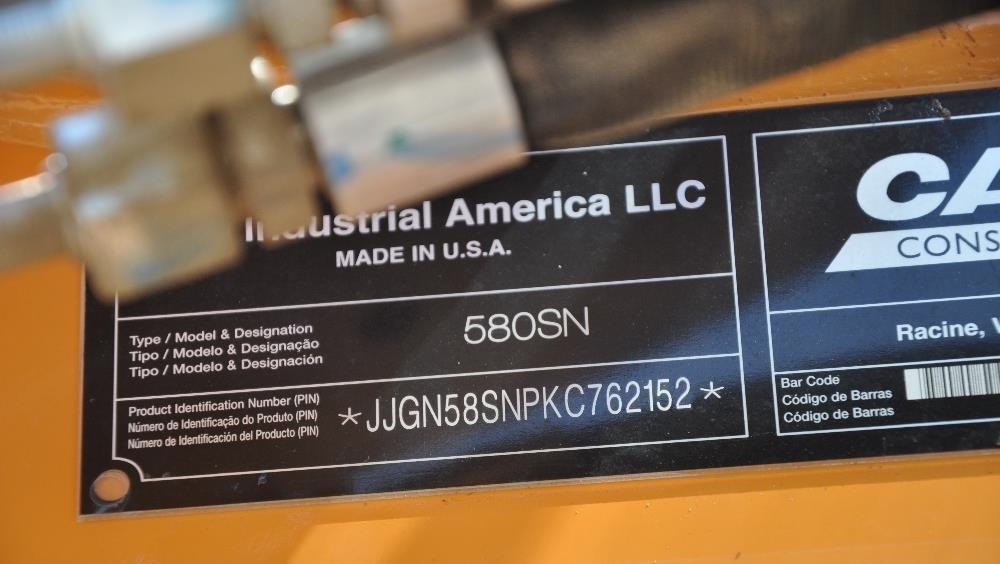 Industrial America LLC
MADE IN U.S.A.
Type / Model & Designation
Tipo / Modelo & Designação
Tipo / Modelo & Designación
580SN
Product Identification Number (PIN)
Número de Identificação do Produto (PIN)
Número de Identificación del Producto (PIN)
*JJGN58SNPKC762152*
CA
CONS
Racine,
Bar Code
Código de Barras
Código de Barras